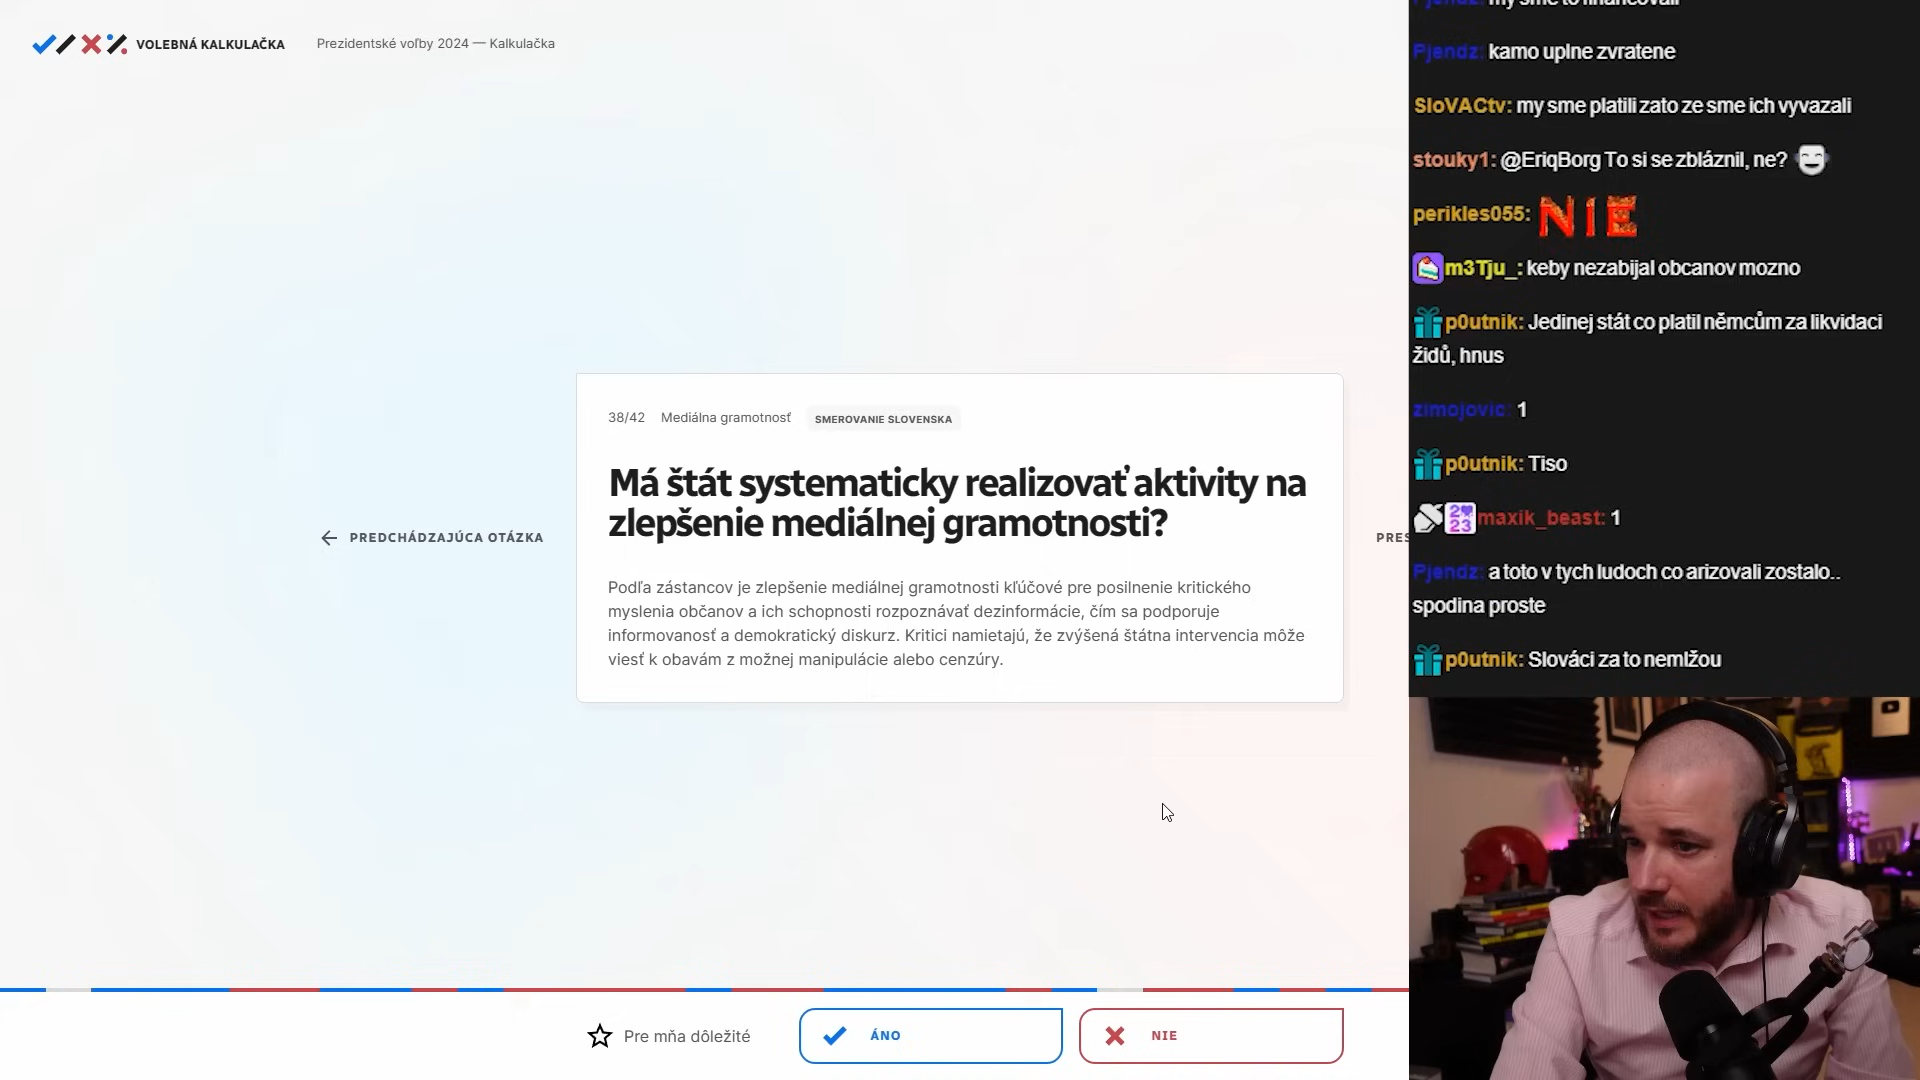 VOLEBNÁ KALKULAČKA
Prezidentské voľby 2024 — Kalkulačka
38/42 Mediálna gramotnosť SMEROVANIE SLOVENSKA
Má štát systematicky realizovať aktivity na
zlepšenie mediálnej gramotnosti?
Podľa zástancov je zlepšenie mediálnej gramotnosti kľúčové pre posilnenie kritického
myslenia občanov a ich schopnosti rozpoznávať dezinformácie, čím sa podporuje
informovanosť a demokratický diskurz. Kritici namietajú, že zvýšená štátna intervencia môže
viesť k obavám z možnej manipulácie alebo cenzúry.
PREDCHÁDZAJÚCA OTÁZKA
PRES
Pre mňa dôležité
ÁNO
NIE
Pjendz: my sme to financovali
Pjendz: kamo uplne zvratene
SloVACtv: my sme platili zato ze sme ich vyvazali
stouky1: @EriqBorg To si se zbláznil, ne?
perikles055: NIE
m3Tju_: keby nezabijal obcanov mozno
p0utnik: Jedinej stát co platil němcům za likvidaci
židů, hnus
zimojovic: 1
p0utnik: Tiso
2023 maxik_beast: 1
Pjendz: a toto v tych ludoch co arizovali zostalo..
spodina proste
p0utnik: Slováci za to nemlžou